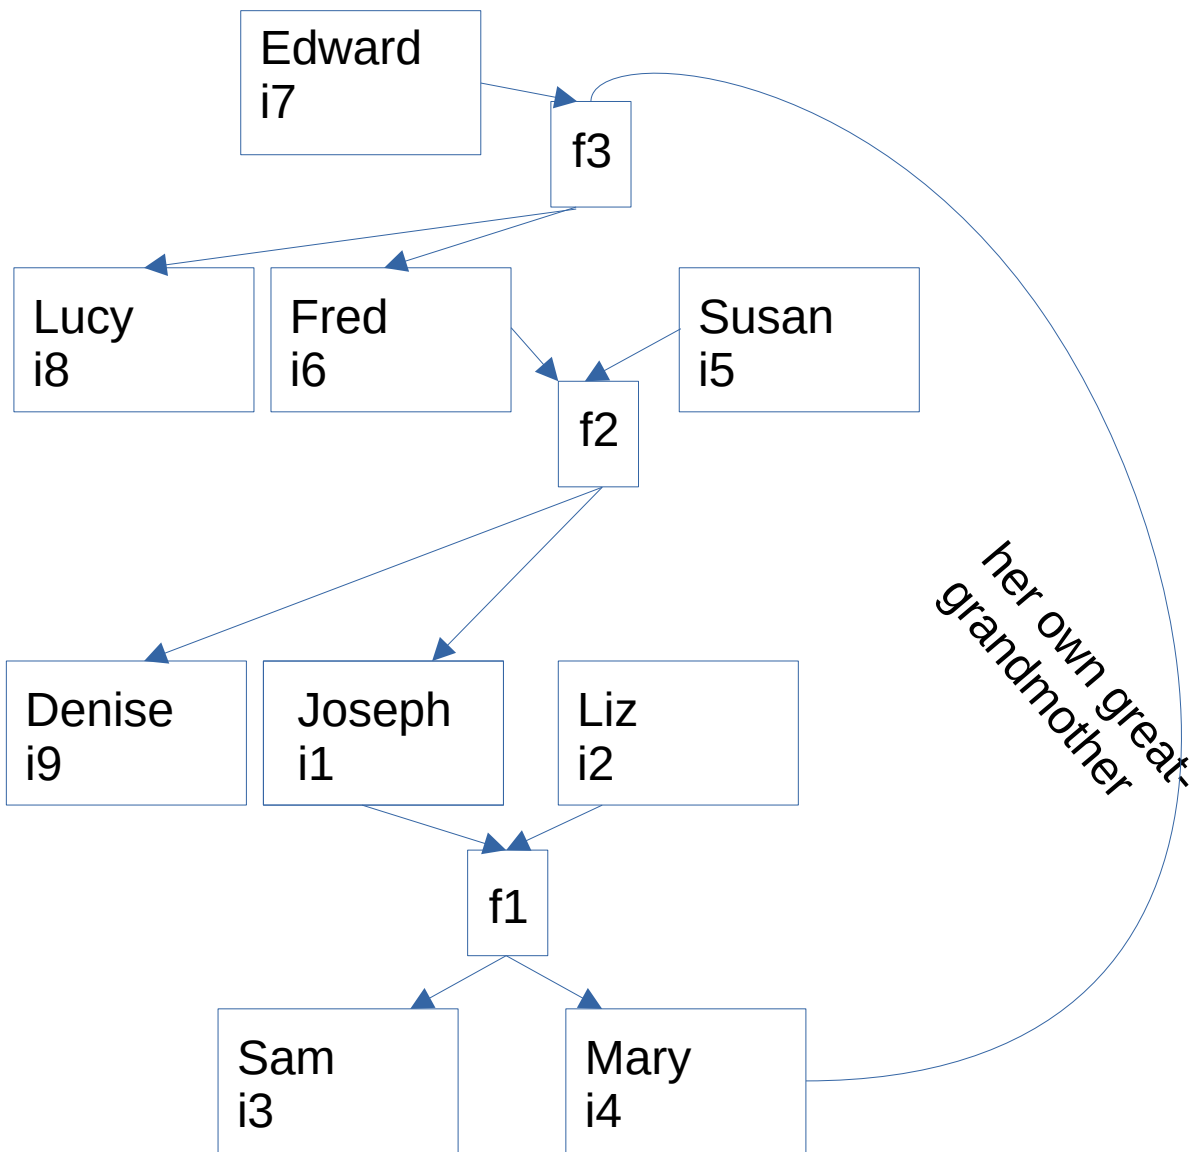 Edward
i7
f3
Lucy
i8
Fred
i6
Susan
i5
f2
her own great-
grandmother
Denise
i9
Joseph
i1
Liz
i2
f1
Sam
i3
Mary
i4